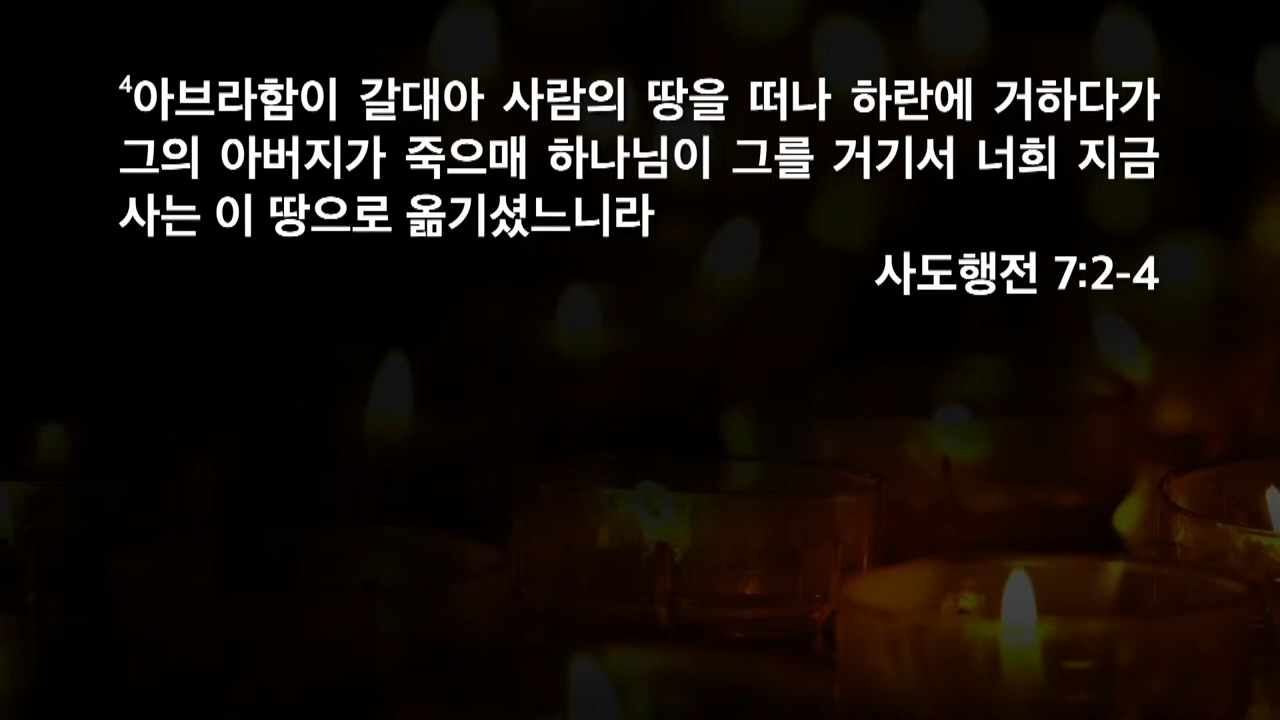 ⁴아브라함이 갈대아 사람의 땅을 떠나 하란에 거하다가
그의 아버지가 죽으매 하나님이 그를 거기서 너희 지금
사는 이 땅으로 옮기셨느니라
사도행전 7:2-4